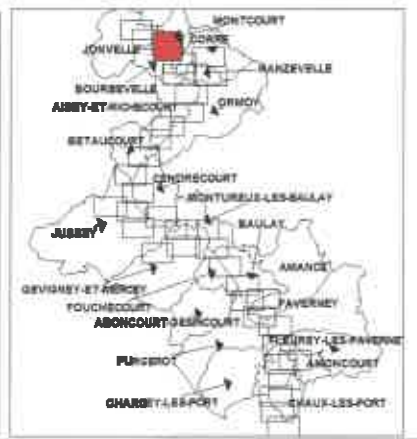 MONTCOURT
CORRE
JONVELLE
RANZEVELLE
BOURBEVELLE
AISEY-ET-RICHECOURT
ORMOY
BETAUCOURT
CENDRECOURT
MONTUREUX-LES-BAULAY
BAULAY
JUSSEY
AMANCE
GEVIGNEY-ET-MERCEY
FOUCHECOURT
FAVERNEY
ABONCOURT-GESINCOURT
FLEUREY-LES-FAVERNEY
PURGEROT
AMONCOURT
CHARGEY-LES-PORT
CHAUX-LES-PORT